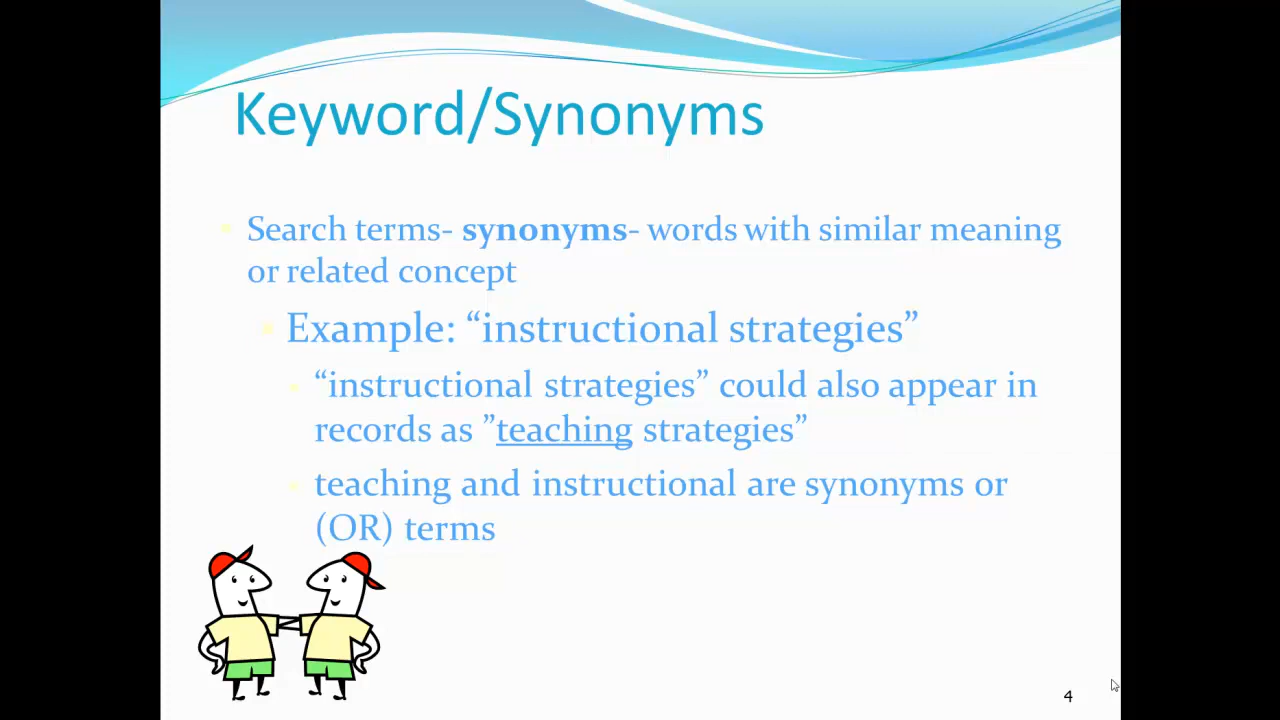 Keyword/Synonyms
Search terms- synonyms- words with similar meaning
or related concept
Example: “instructional strategies”
“instructional strategies” could also appear in
records as ”teaching strategies”
teaching and instructional are synonyms or
(OR) terms
4